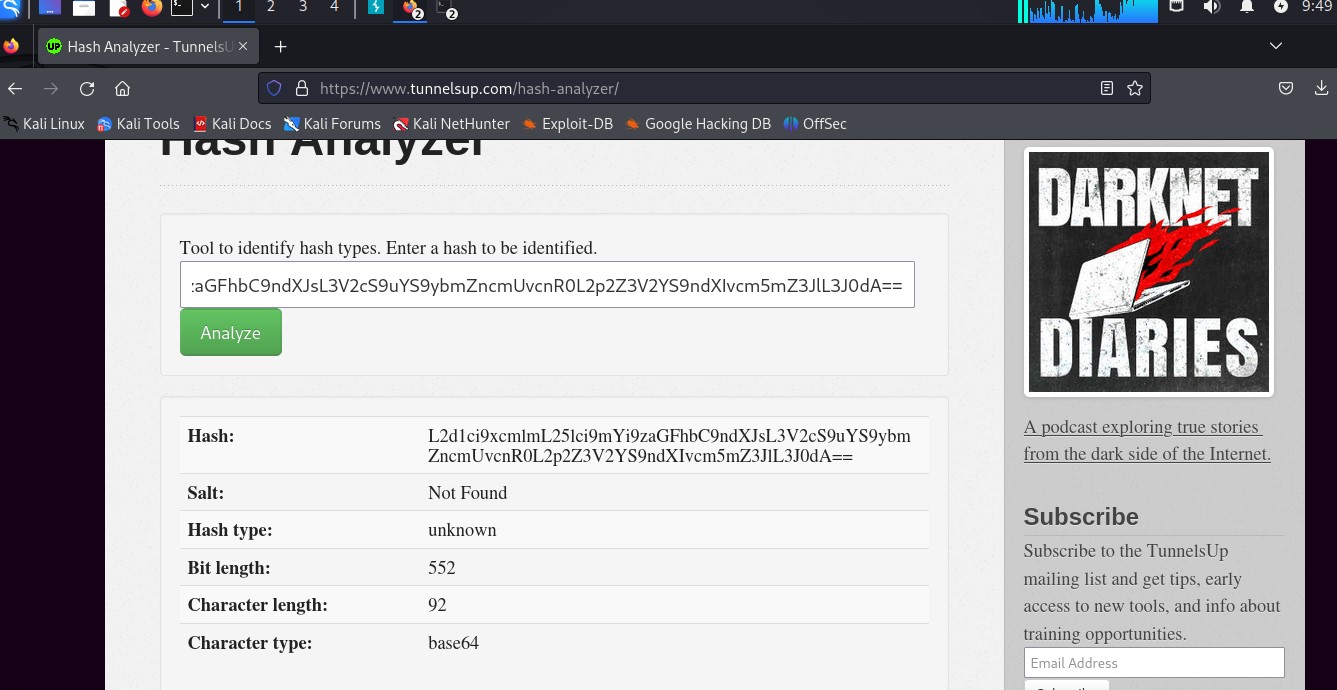 1 2 3 4 2 2 9:49
UP Hash Analyzer - TunnelsU
https://www.tunnelsup.com/hash-analyzer/
Kali Linux Kali Tools Kali Docs Kali Forums Kali NetHunter Exploit-DB Google Hacking DB OffSec
Hash Analyzer
Tool to identify hash types. Enter a hash to be identified.
zaGFhbC9ndXJsL3V2cS9uYS9ybmZncmUvcnR0L2p2Z3V2YS9ndXIvcm5mZ3JlL3J0dA==
Analyze
Hash: L2d1ci9xcmlmL25lci9mYi9zaGFhbC9ndXJsL3V2cS9uYS9ybm
ZncmUvcnR0L2p2Z3V2YS9ndXIvcm5mZ3JlL3J0dA==
Salt: Not Found
Hash type: unknown
Bit length: 552
Character length: 92
Character type: base64
DARKNET
DIARIES
A podcast exploring true stories
from the dark side of the Internet.
Subscribe
Subscribe to the TunnelsUp
mailing list and get tips, early
access to new tools, and info about
training opportunities.
Email Address